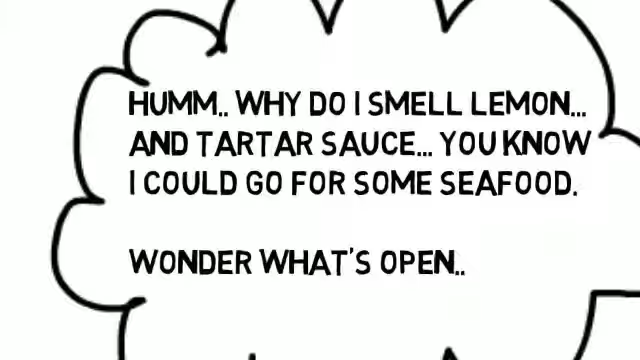 HUMM.. WHY DO I SMELL LEMON...
AND TARTAR SAUCE... YOU KNOW
I COULD GO FOR SOME SEAFOOD.
WONDER WHAT'S OPEN..